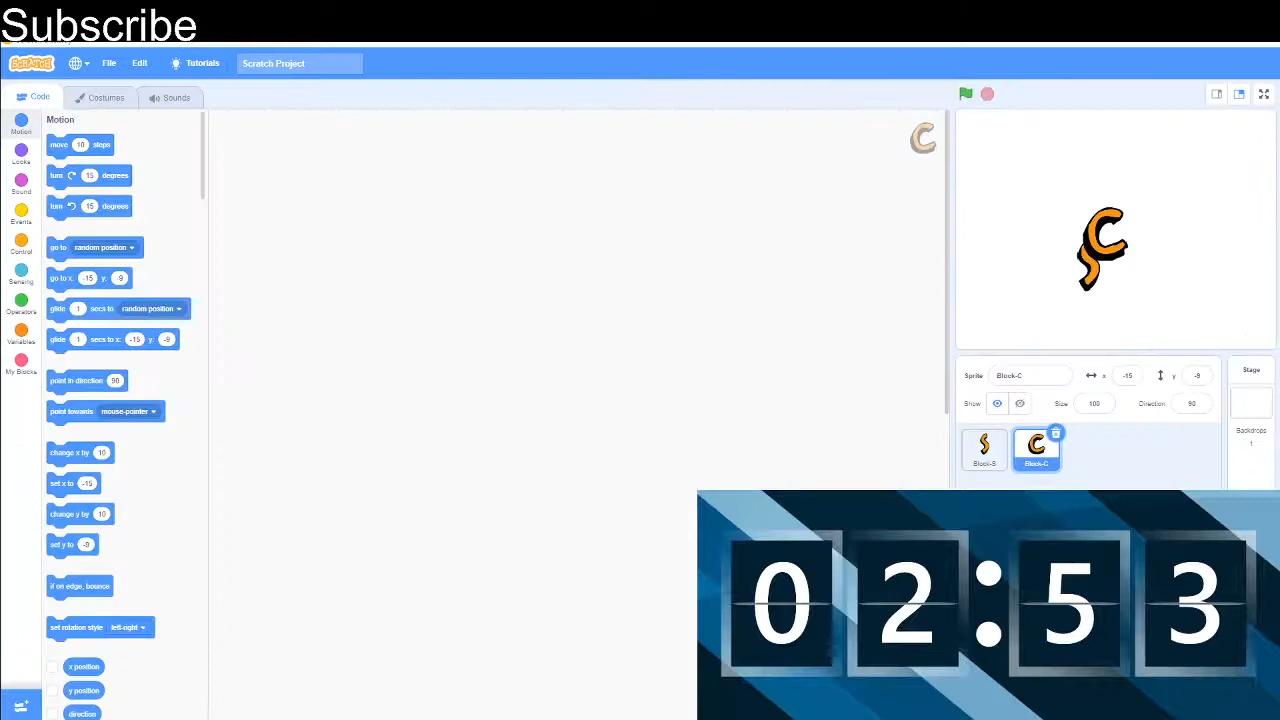 Subscribe
SCRATCH File Edit Tutorials Scratch Project
Code Costumes Sounds
Motion
Looks
Sound
Events
Control
Sensing
Operators
Variables
My Blocks
Motion
move 10 steps
turn 15 degrees
turn 15 degrees
go to random position
go to x: -15 y: -9
glide 1 secs to random position
glide 1 secs to x: -15 y: -9
point in direction 90
point towards mouse-pointer
change x by 10
set x to -15
change y by 10
set y to -9
if on edge, bounce
set rotation style left-right
x position
y position
direction
C
C
S
Sprite Block-C x -15 y -9
Show Size 100 Direction 90
S
Block-S
C
Block-C
Stage
Backdrops
1
02:53